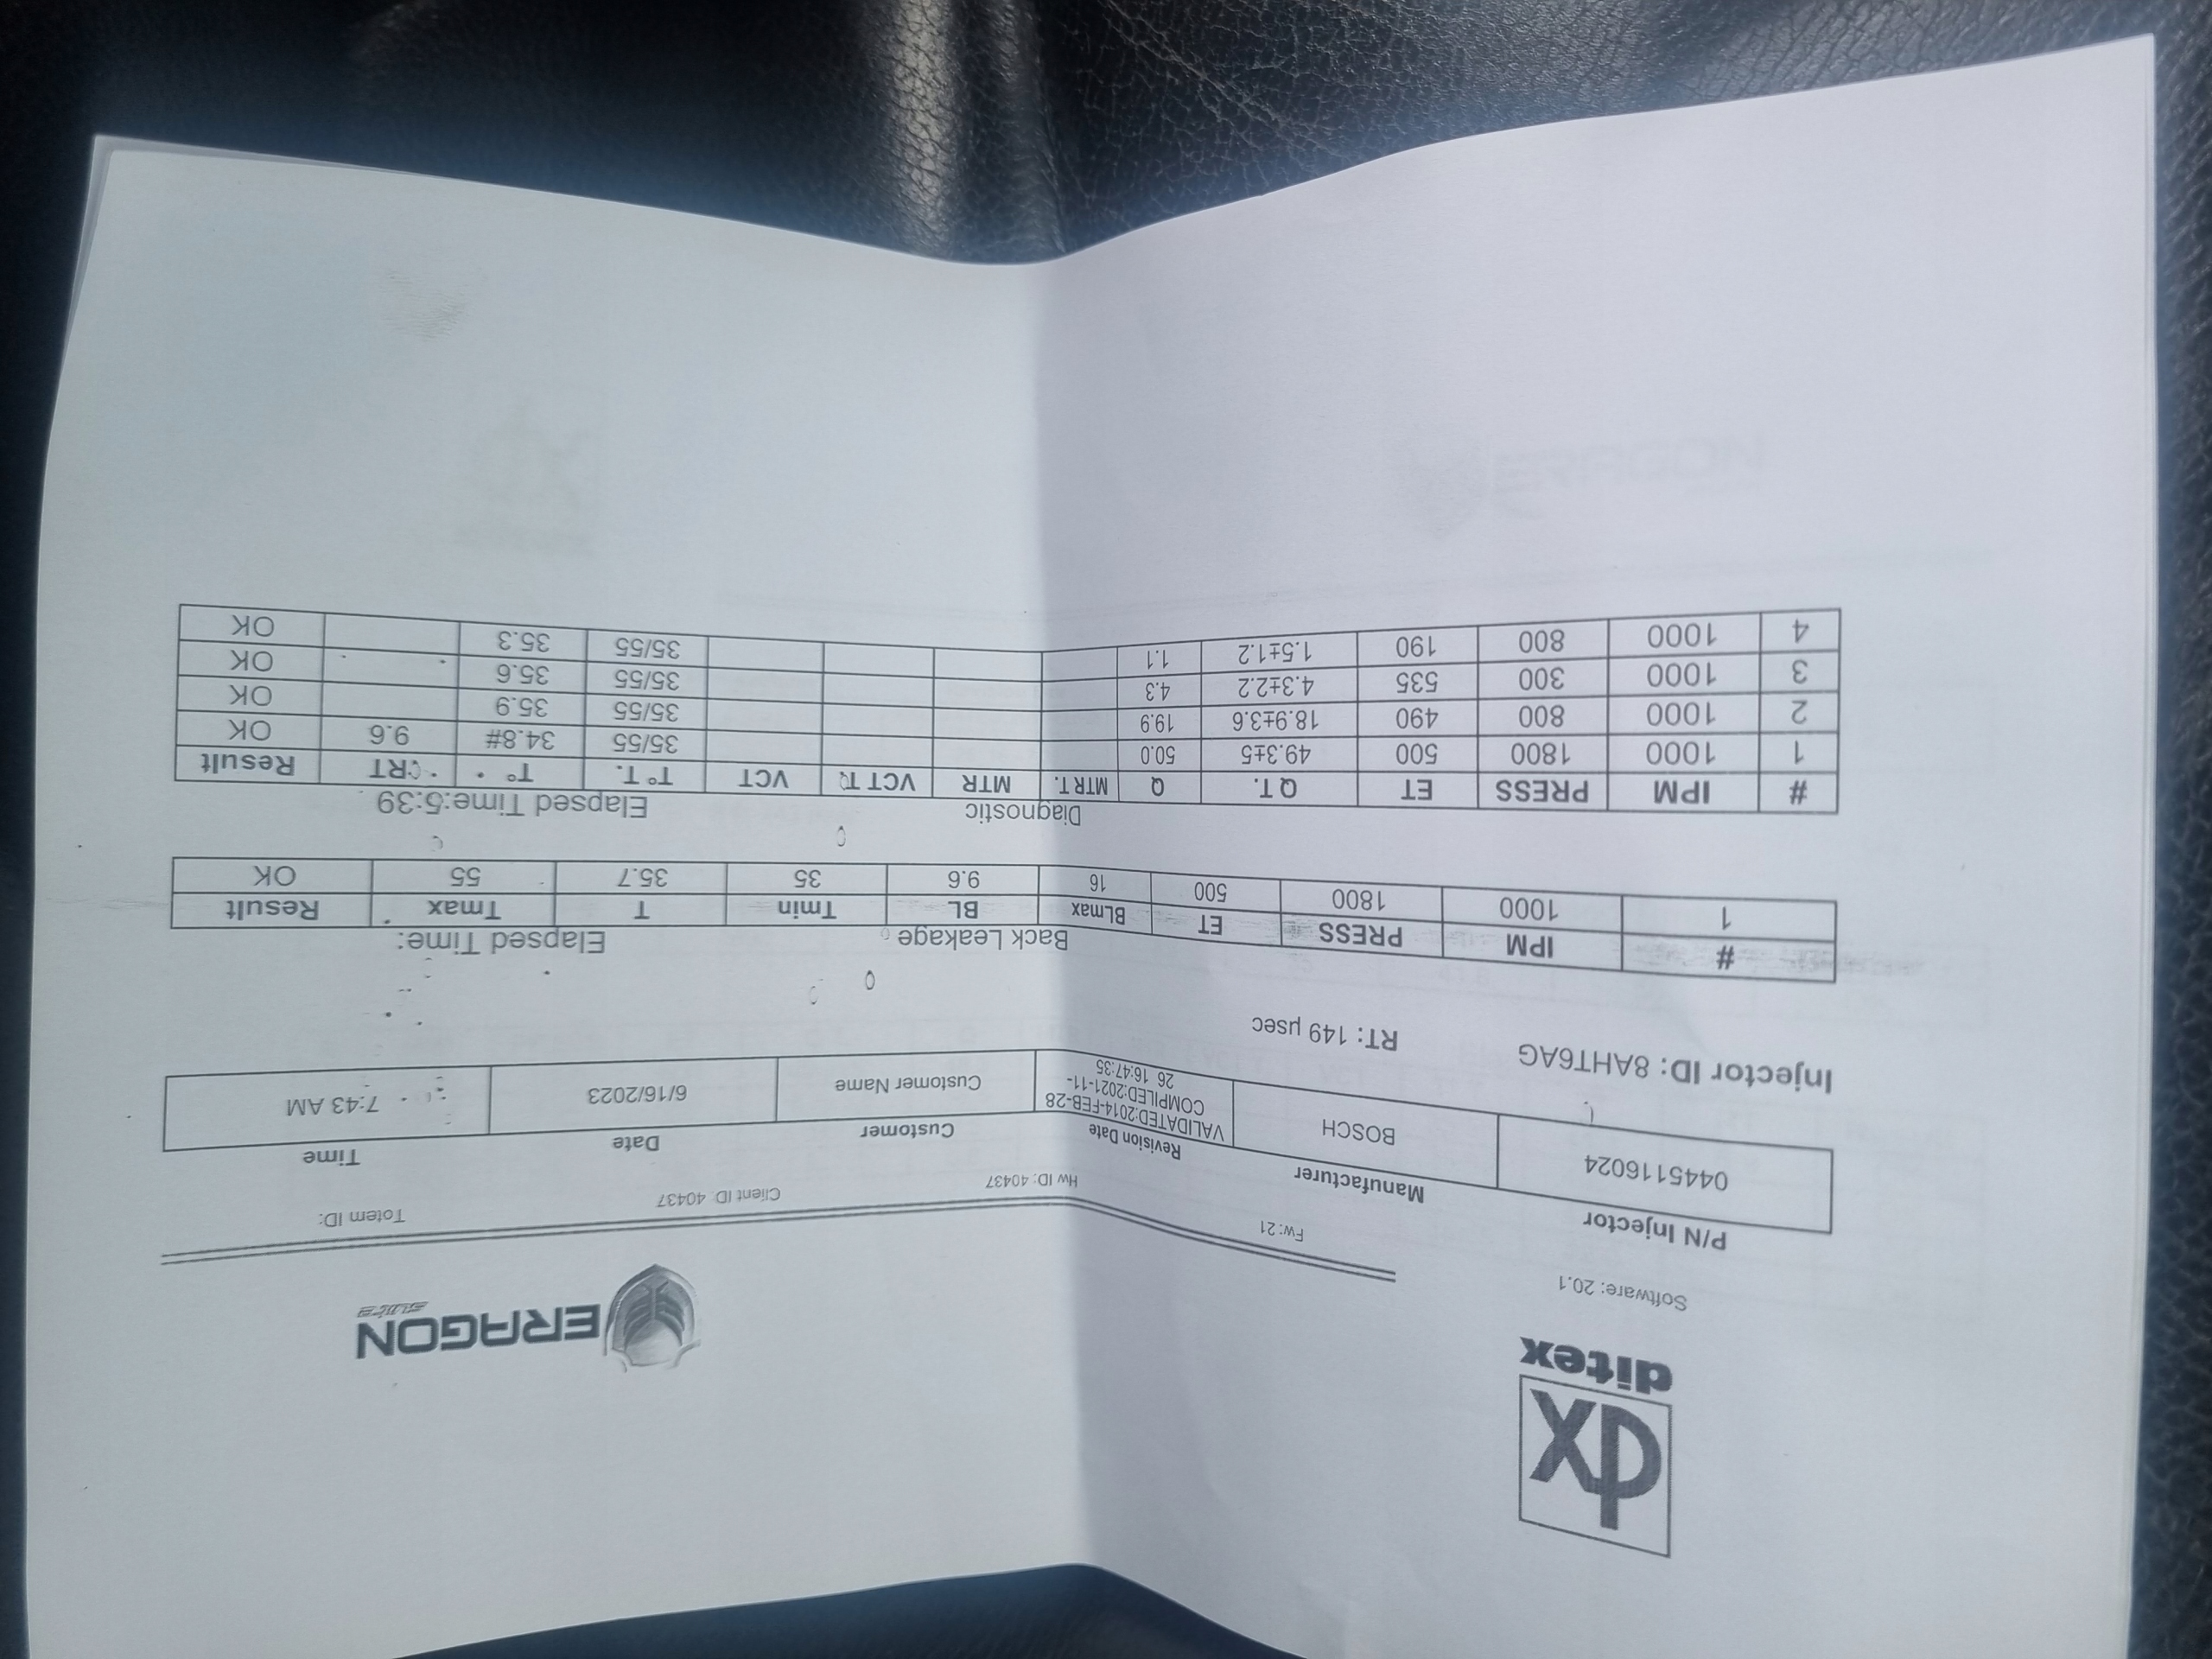 dx
ditex
ERAGON
suite
Software: 20.1
Fw: 21
Hw ID: 40437
Client ID: 40437
Totem ID:
P/N Injector Manufacturer Revision Date Customer Date Time
0445116024 BOSCH VALIDATED:2014-FEB-28 COMPILED:2021-11-26 16:47:35 Customer Name 6/16/2023 7:43 AM
Injector ID: 8AHT6AG RT: 149 µsec
Back Leakage Elapsed Time:
# IPM PRESS ET BLmax BL Tmin T Tmax Result
1 1000 1800 500 16 9.6 35 35.7 55 OK
Diagnostic Elapsed Time:5:39
# IPM PRESS ET Q T. Q MTR T. MTR VCT T. VCT T° T. T° RT Result
1 1000 1800 500 49.3±5 50.0 35/55 34.8# 9.6 OK
2 1000 800 490 18.9±3.6 19.9 35/55 35.9 OK
3 1000 300 535 4.3±2.2 4.3 35/55 35.6 OK
4 1000 800 190 1.5±1.2 1.1 35/55 35.3 OK
ERAGON